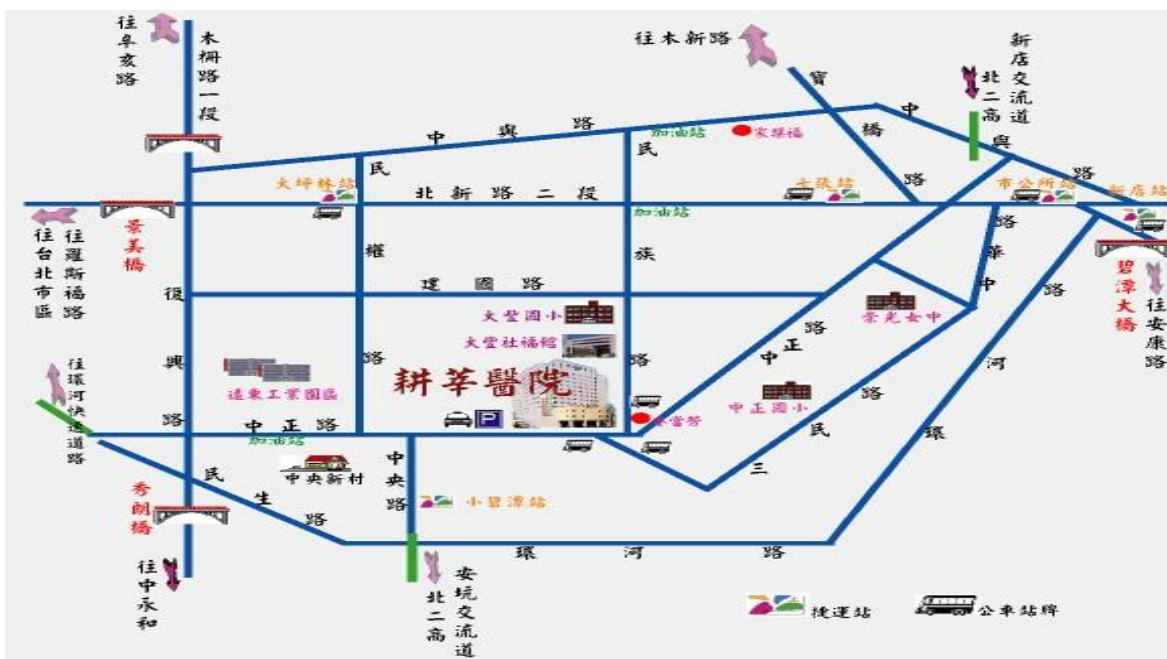 往辛亥路
木柵路一段
往木新路
新店交流道
北二高
中興路
民權路
加油站
家樂福
民族路
寶橋路
中興路
大坪林站
北新路二段
加油站
七張站
市公所站
新店站
景美橋
往羅斯福路
往台北市區
復興路
建國路
中華路
碧潭大橋
往安康路
大豐國小
大豐社福館
崇光女中
中正路
環河路
往環河快速道路
遠東工業園區
耕莘醫院
P
麥當勞
中正國小
三民路
中正路
加油站
中央新村
中央路
小碧潭站
民生路
秀朗橋
環河路
往中永和
安坑交流道
北二高
捷運站
公車站牌